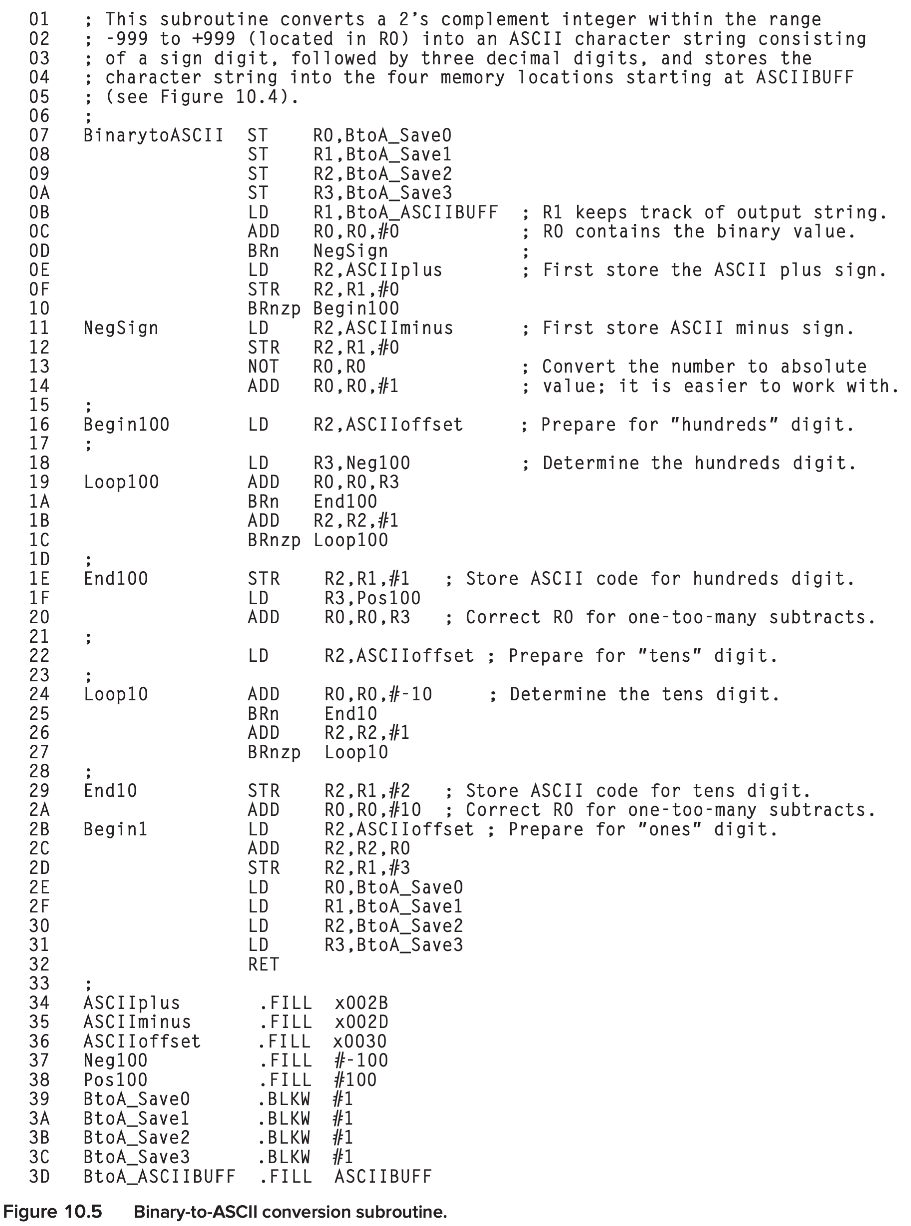 01 ; This subroutine converts a 2's complement integer within the range
02 ; -999 to +999 (located in R0) into an ASCII character string consisting
03 ; of a sign digit, followed by three decimal digits, and stores the
04 ; character string into the four memory locations starting at ASCIIBUFF
05 ; (see Figure 10.4).
06 ;
07 BinarytoASCII ST R0,BtoA_Save0
08 ST R1,BtoA_Save1
09 ST R2,BtoA_Save2
0A ST R3,BtoA_Save3
0B LD R1,BtoA_ASCIIBUFF ; R1 keeps track of output string.
0C ADD R0,R0,#0 ; R0 contains the binary value.
0D BRn NegSign ;
0E LD R2,ASCIIplus ; First store the ASCII plus sign.
0F STR R2,R1,#0
10 BRnzp Begin100
11 NegSign LD R2,ASCIIminus ; First store ASCII minus sign.
12 STR R2,R1,#0
13 NOT R0,R0 ; Convert the number to absolute
14 ADD R0,R0,#1 ; value; it is easier to work with.
15 ;
16 Begin100 LD R2,ASCIIoffset ; Prepare for "hundreds" digit.
17 ;
18 LD R3,Neg100 ; Determine the hundreds digit.
19 Loop100 ADD R0,R0,R3
1A BRn End100
1B ADD R2,R2,#1
1C BRnzp Loop100
1D ;
1E End100 STR R2,R1,#1 ; Store ASCII code for hundreds digit.
1F LD R3,Pos100
20 ADD R0,R0,R3 ; Correct R0 for one-too-many subtracts.
21 ;
22 LD R2,ASCIIoffset ; Prepare for "tens" digit.
23 ;
24 Loop10 ADD R0,R0,#-10 ; Determine the tens digit.
25 BRn End10
26 ADD R2,R2,#1
27 BRnzp Loop10
28 ;
29 End10 STR R2,R1,#2 ; Store ASCII code for tens digit.
2A ADD R0,R0,#10 ; Correct R0 for one-too-many subtracts.
2B Begin1 LD R2,ASCIIoffset ; Prepare for "ones" digit.
2C ADD R2,R2,R0
2D STR R2,R1,#3
2E LD R0,BtoA_Save0
2F LD R1,BtoA_Save1
30 LD R2,BtoA_Save2
31 LD R3,BtoA_Save3
32 RET
33 ;
34 ASCIIplus .FILL x002B
35 ASCIIminus .FILL x002D
36 ASCIIoffset .FILL x0030
37 Neg100 .FILL #-100
38 Pos100 .FILL #100
39 BtoA_Save0 .BLKW #1
3A BtoA_Save1 .BLKW #1
3B BtoA_Save2 .BLKW #1
3C BtoA_Save3 .BLKW #1
3D BtoA_ASCIIBUFF .FILL ASCIIBUFF
Figure 10.5 Binary-to-ASCII conversion subroutine.